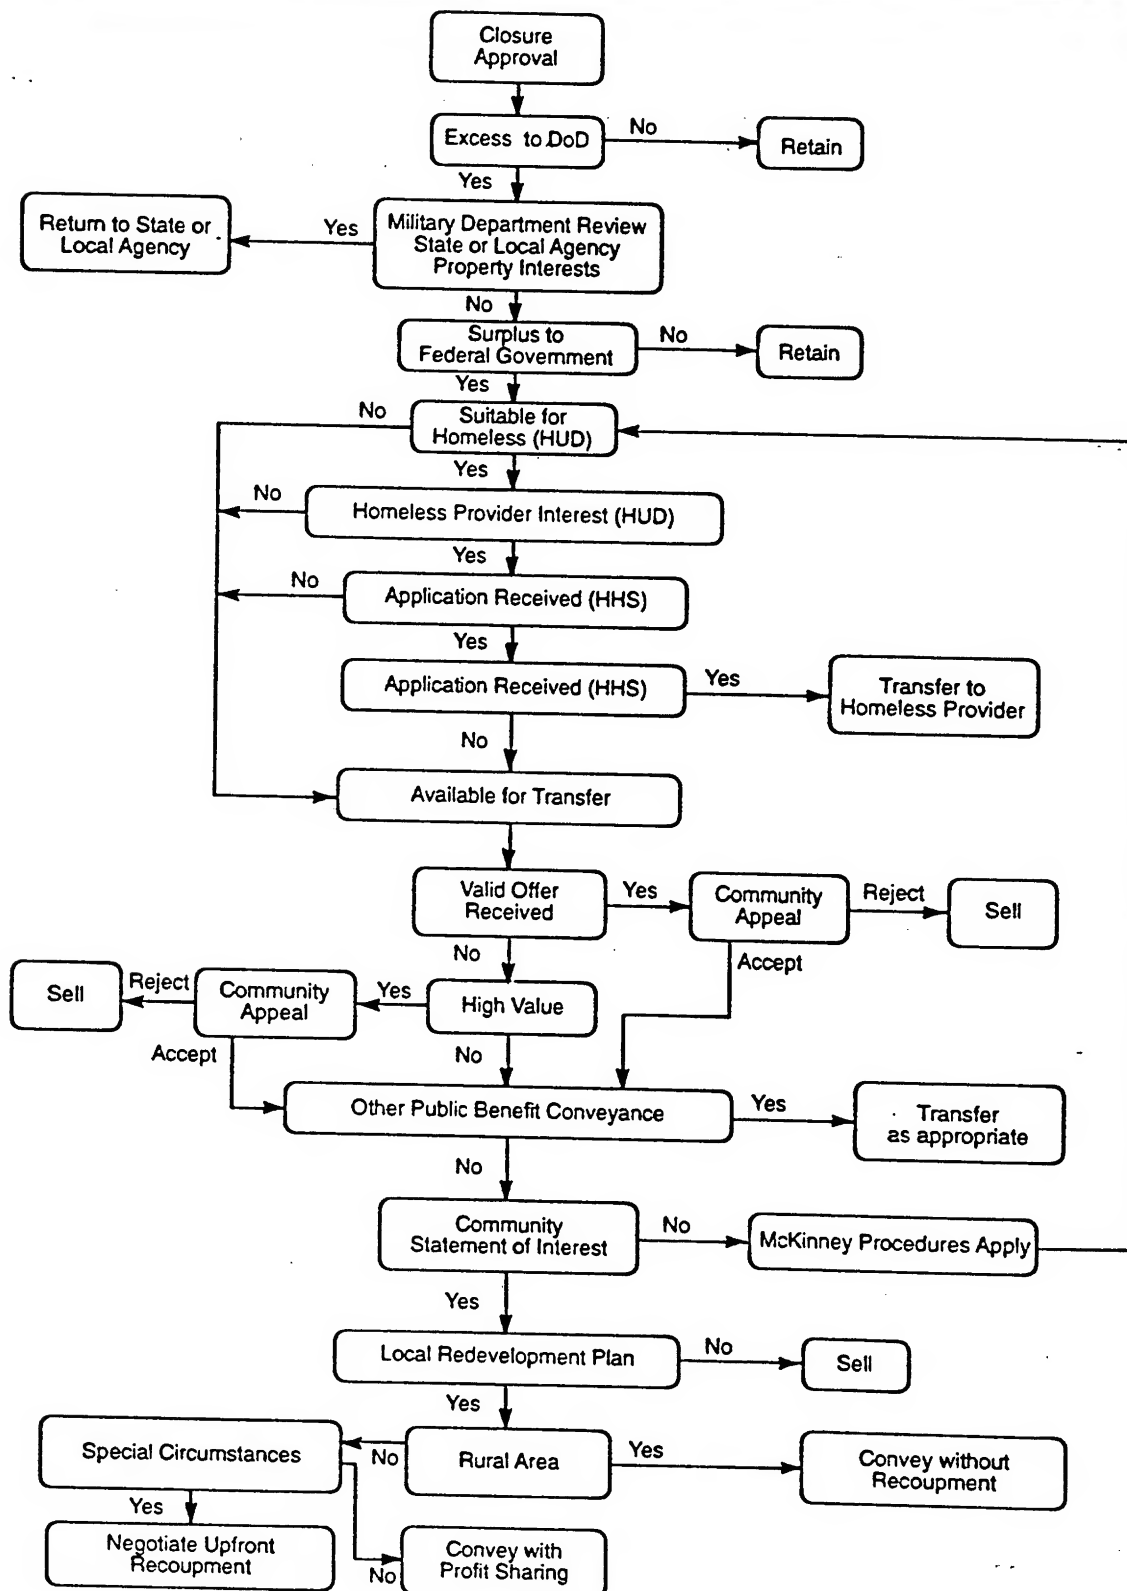 Closure
Approval
Excess to DoD
No
Retain
Yes
Return to State or
Local Agency
Yes
Military Department Review
State or Local Agency
Property Interests
No
Surplus to
Federal Government
No
Retain
Yes
No
Suitable for
Homeless (HUD)
Yes
No
Homeless Provider Interest (HUD)
Yes
No
Application Received (HHS)
Yes
Application Received (HHS)
Yes
Transfer to
Homeless Provider
No
Available for Transfer
Valid Offer
Received
Yes
Community
Appeal
Reject
Sell
No
Accept
Sell
Reject
Community
Appeal
Yes
High Value
Accept
No
Other Public Benefit Conveyance
Yes
Transfer
as appropriate
No
Community
Statement of Interest
No
McKinney Procedures Apply
Yes
Local Redevelopment Plan
No
Sell
Yes
Special Circumstances
No
Rural Area
Yes
Convey without
Recoupment
Yes
Negotiate Upfront
Recoupment
No
Convey with
Profit Sharing